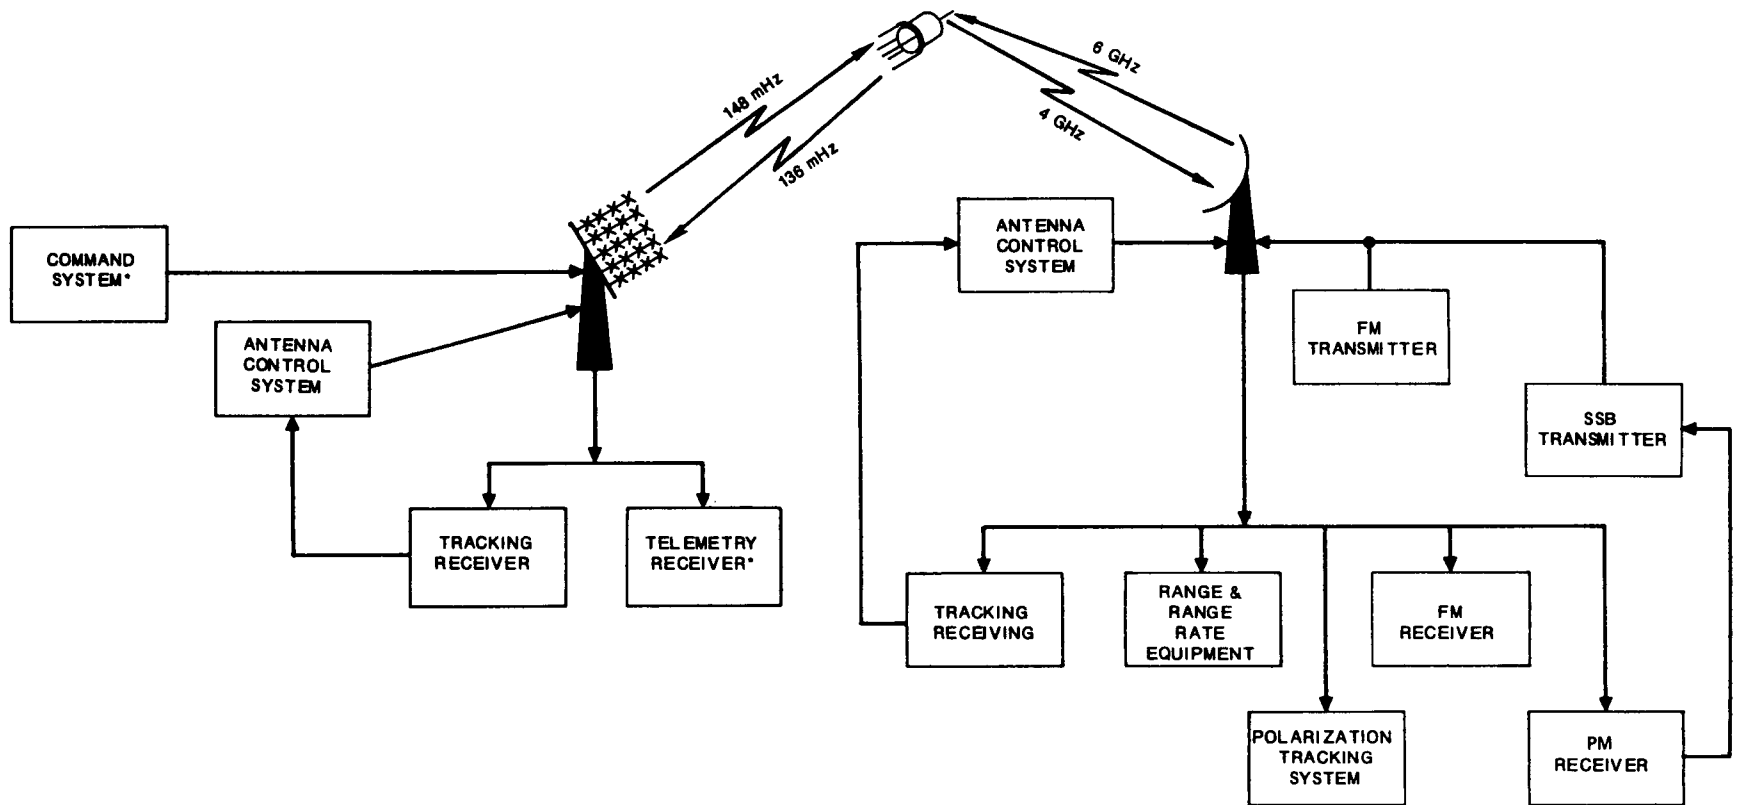 6 GHz
148 mHz
4 GHz
136 mHz
COMMAND
SYSTEM*
ANTENNA
CONTROL
SYSTEM
ANTENNA
CONTROL
SYSTEM
FM
TRANSMITTER
SSB
TRANSMITTER
TRACKING
RECEIVER
TELEMETRY
RECEIVER*
TRACKING
RECEIVING
RANGE &
RANGE
RATE
EQUIPMENT
FM
RECEIVER
POLARIZATION
TRACKING
SYSTEM
PM
RECEIVER